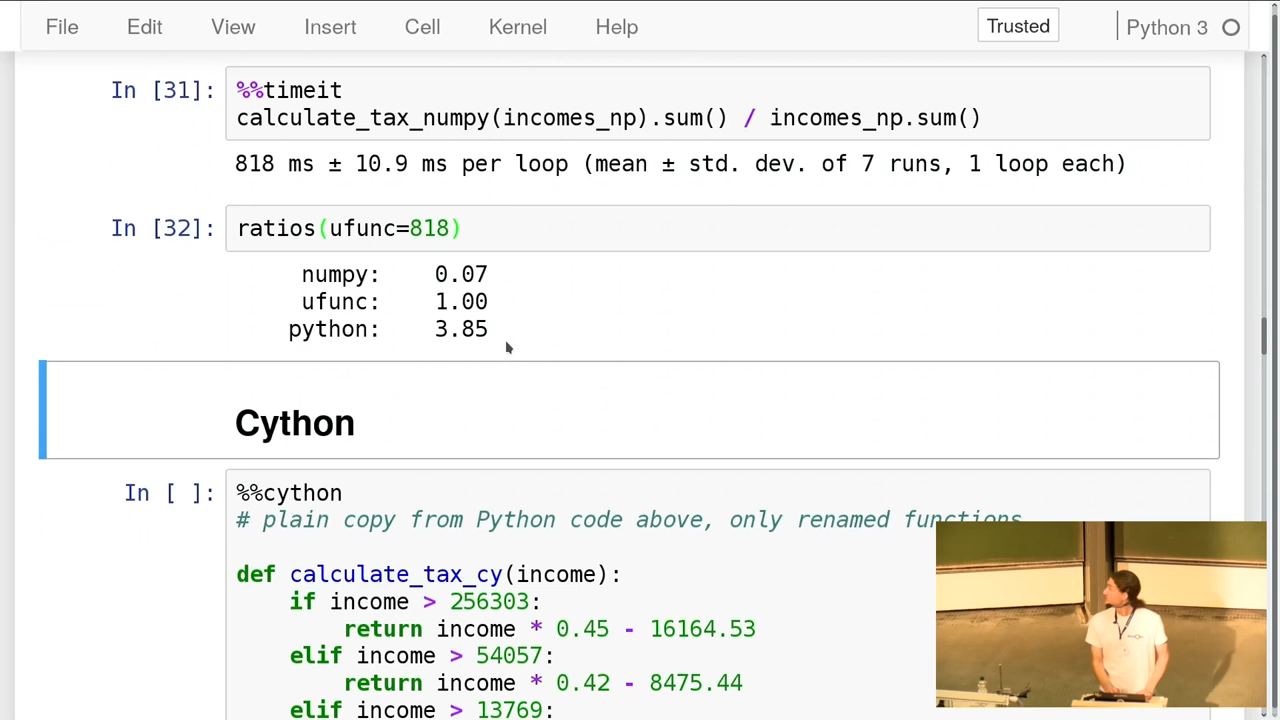 File Edit View Insert Cell Kernel Help Trusted Python 3
In [31]: %%timeit
calculate_tax_numpy(incomes_np).sum() / incomes_np.sum()
818 ms ± 10.9 ms per loop (mean ± std. dev. of 7 runs, 1 loop each)
In [32]: ratios(ufunc=818)
numpy: 0.07
ufunc: 1.00
python: 3.85
Cython
In [ ]: %%cython
# plain copy from Python code above, only renamed functions
def calculate_tax_cy(income):
if income > 256303:
return income * 0.45 - 16164.53
elif income > 54057:
return income * 0.42 - 8475.44
elif income > 13769: